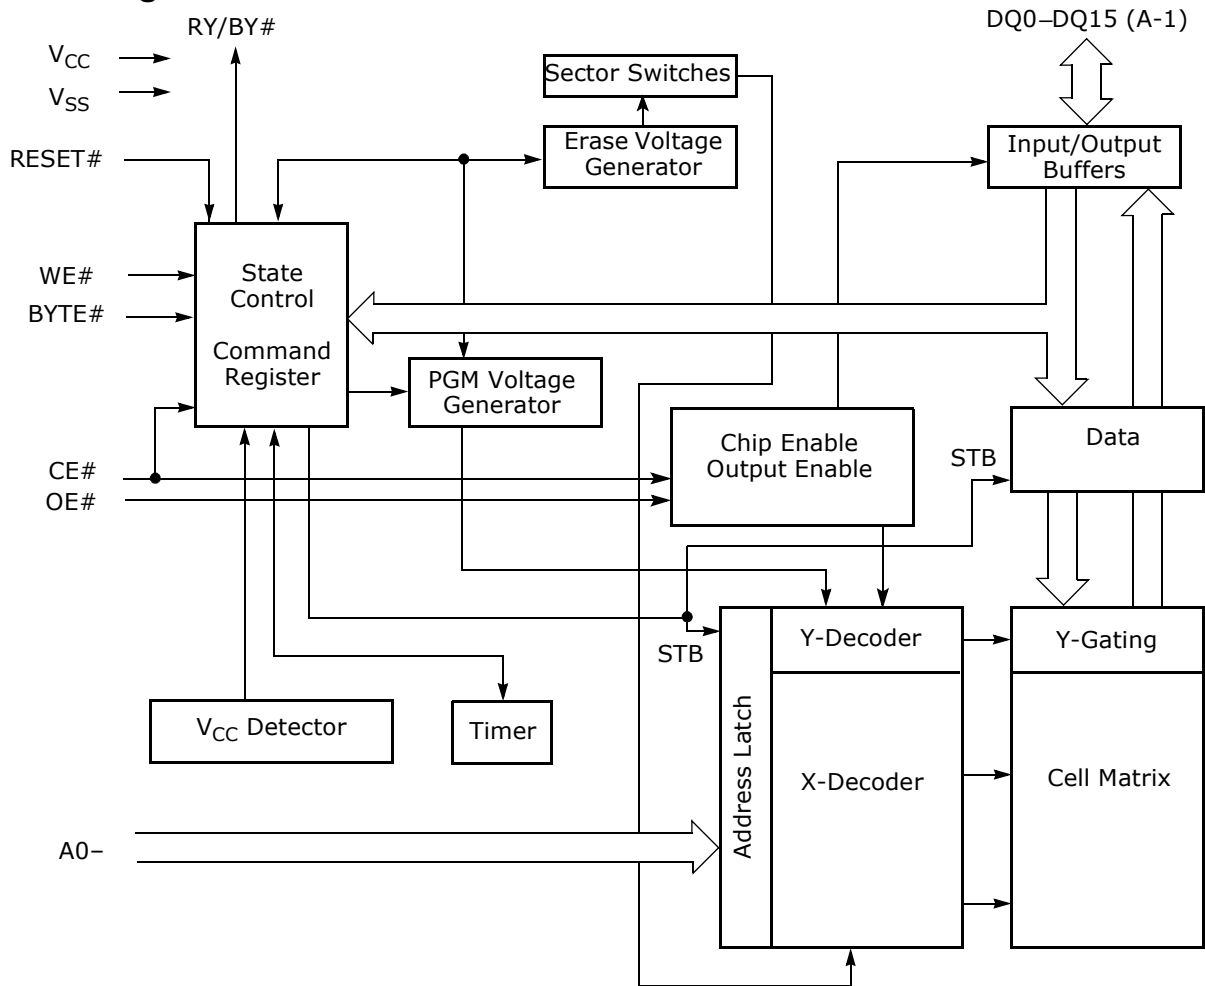 RY/BY#
DQ0–DQ15 (A-1)
VCC
VSS
Sector Switches
Erase Voltage
Generator
Input/Output
Buffers
RESET#
State
Control
Command
Register
WE#
BYTE#
PGM Voltage
Generator
Chip Enable
Output Enable
Data
STB
CE#
OE#
STB
Y-Decoder
Y-Gating
VCC Detector
Timer
Address Latch
X-Decoder
Cell Matrix
A0–